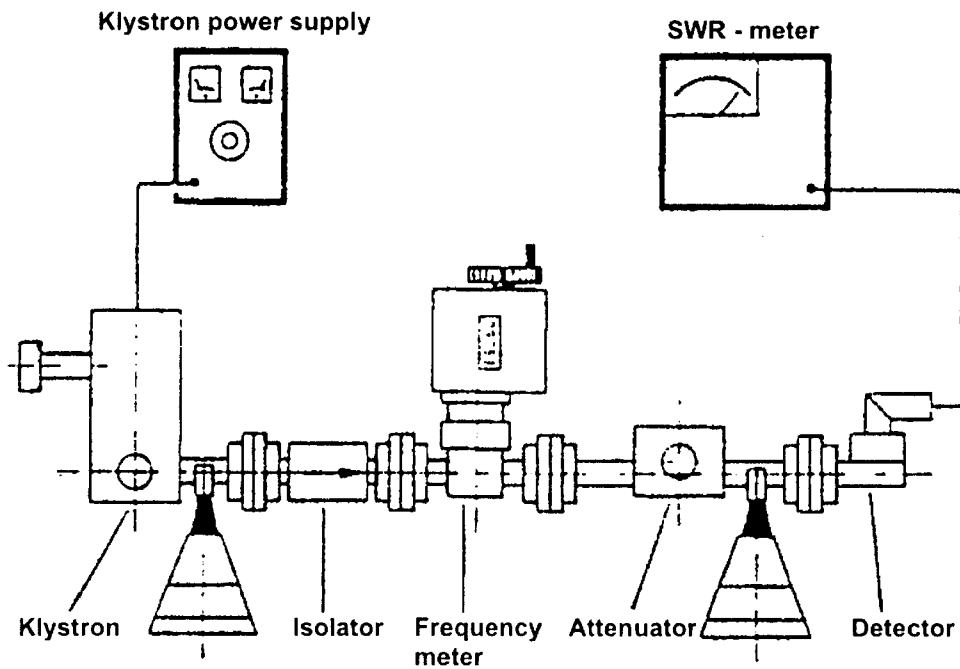 Klystron power supply
SWR - meter
Klystron
Isolator
Frequency
meter
Attenuator
Detector